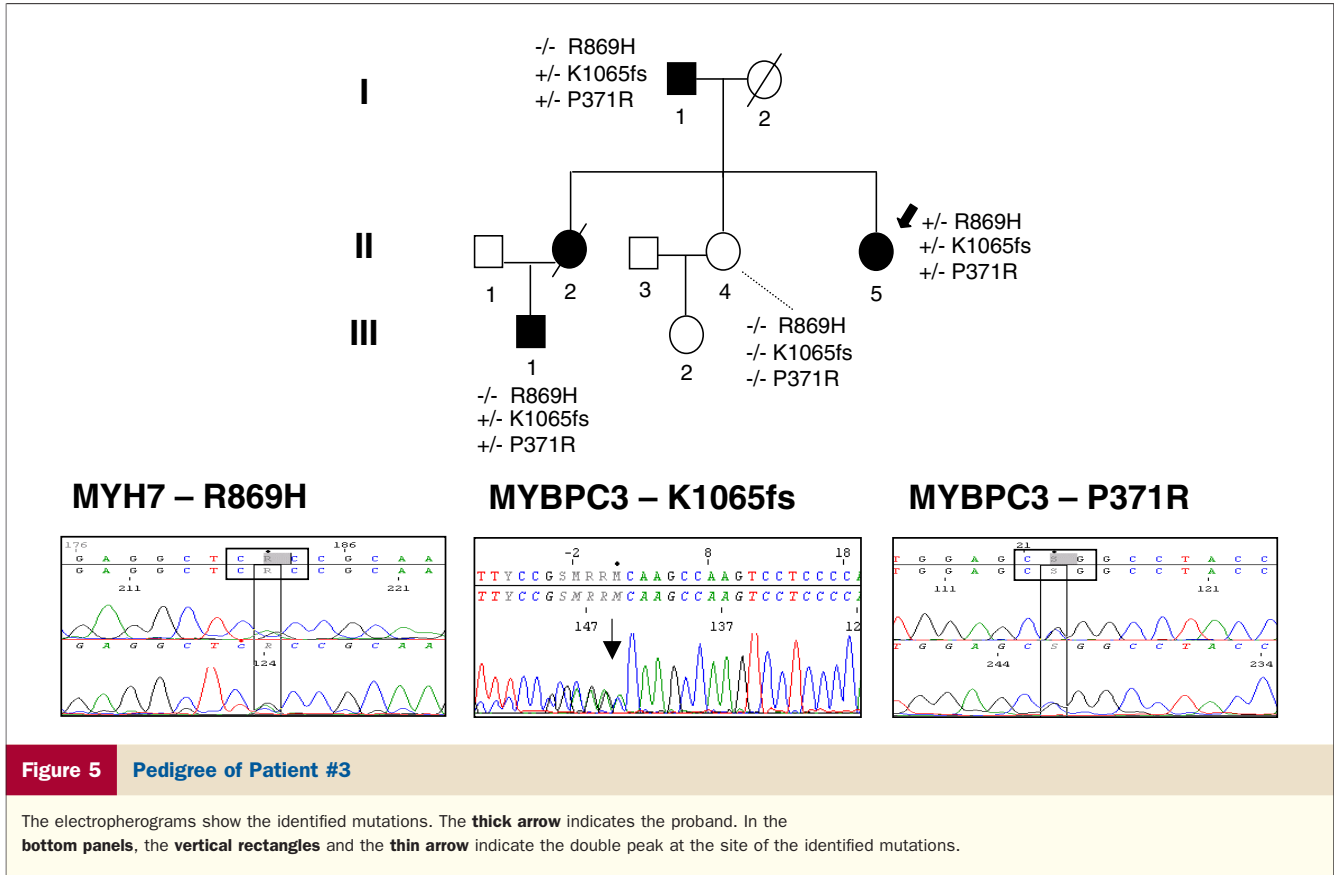 -/- R869H
+/- K1065fs
+/- P371R
I
1
2
II
+/- R869H
+/- K1065fs
+/- P371R
1
2
3
4
5
III
-/- R869H
-/- K1065fs
-/- P371R
1
2
-/- R869H
+/- K1065fs
+/- P371R
MYH7 – R869H
MYBPC3 – K1065fs
MYBPC3 – P371R
176 186
G A G G C T C R C C G C A A
G A G G C T C R C C G C A A
211 221
G A G G C T C R C C G C A A
124
-2 8 18
TTYCCGSMRRMCAAGCCAAGTCCTCCCCA
TTYCCGSMRRMCAAGCCAAGTCCTCCCCA
147 137 12
21
T G G A G C S G G C C T A C C
T G G A G C S G G C C T A C C
111 121
T G G A G C S G G C C T A C C
244 234
Figure 5 Pedigree of Patient #3
The electropherograms show the identified mutations. The thick arrow indicates the proband. In the
bottom panels, the vertical rectangles and the thin arrow indicate the double peak at the site of the identified mutations.